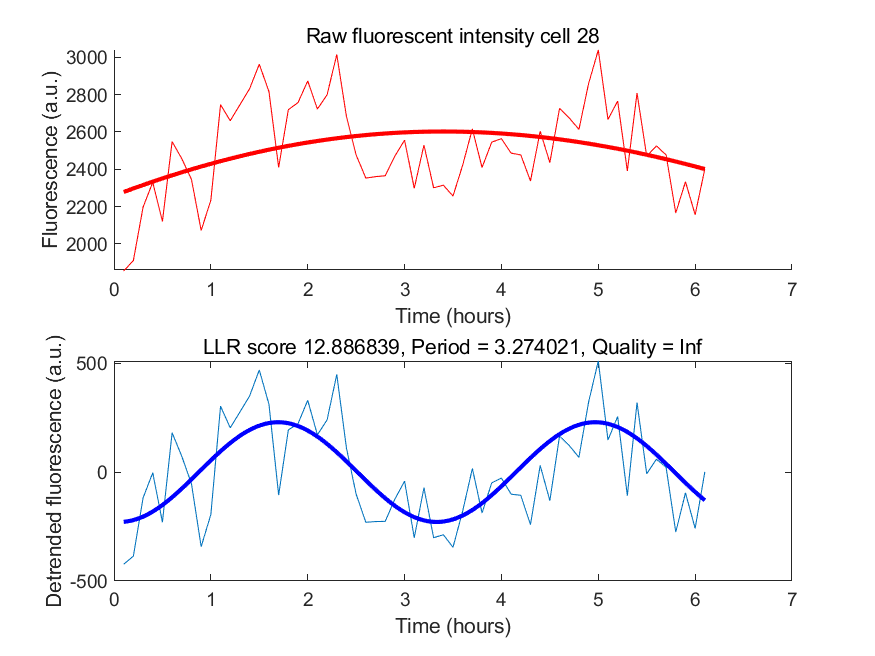 Raw fluorescent intensity cell 28
Fluorescence (a.u.)
3000
2800
2600
2400
2200
2000
0 1 2 3 4 5 6 7
Time (hours)
LLR score 12.886839, Period = 3.274021, Quality = Inf
Detrended fluorescence (a.u.)
500
0
-500
0 1 2 3 4 5 6 7
Time (hours)